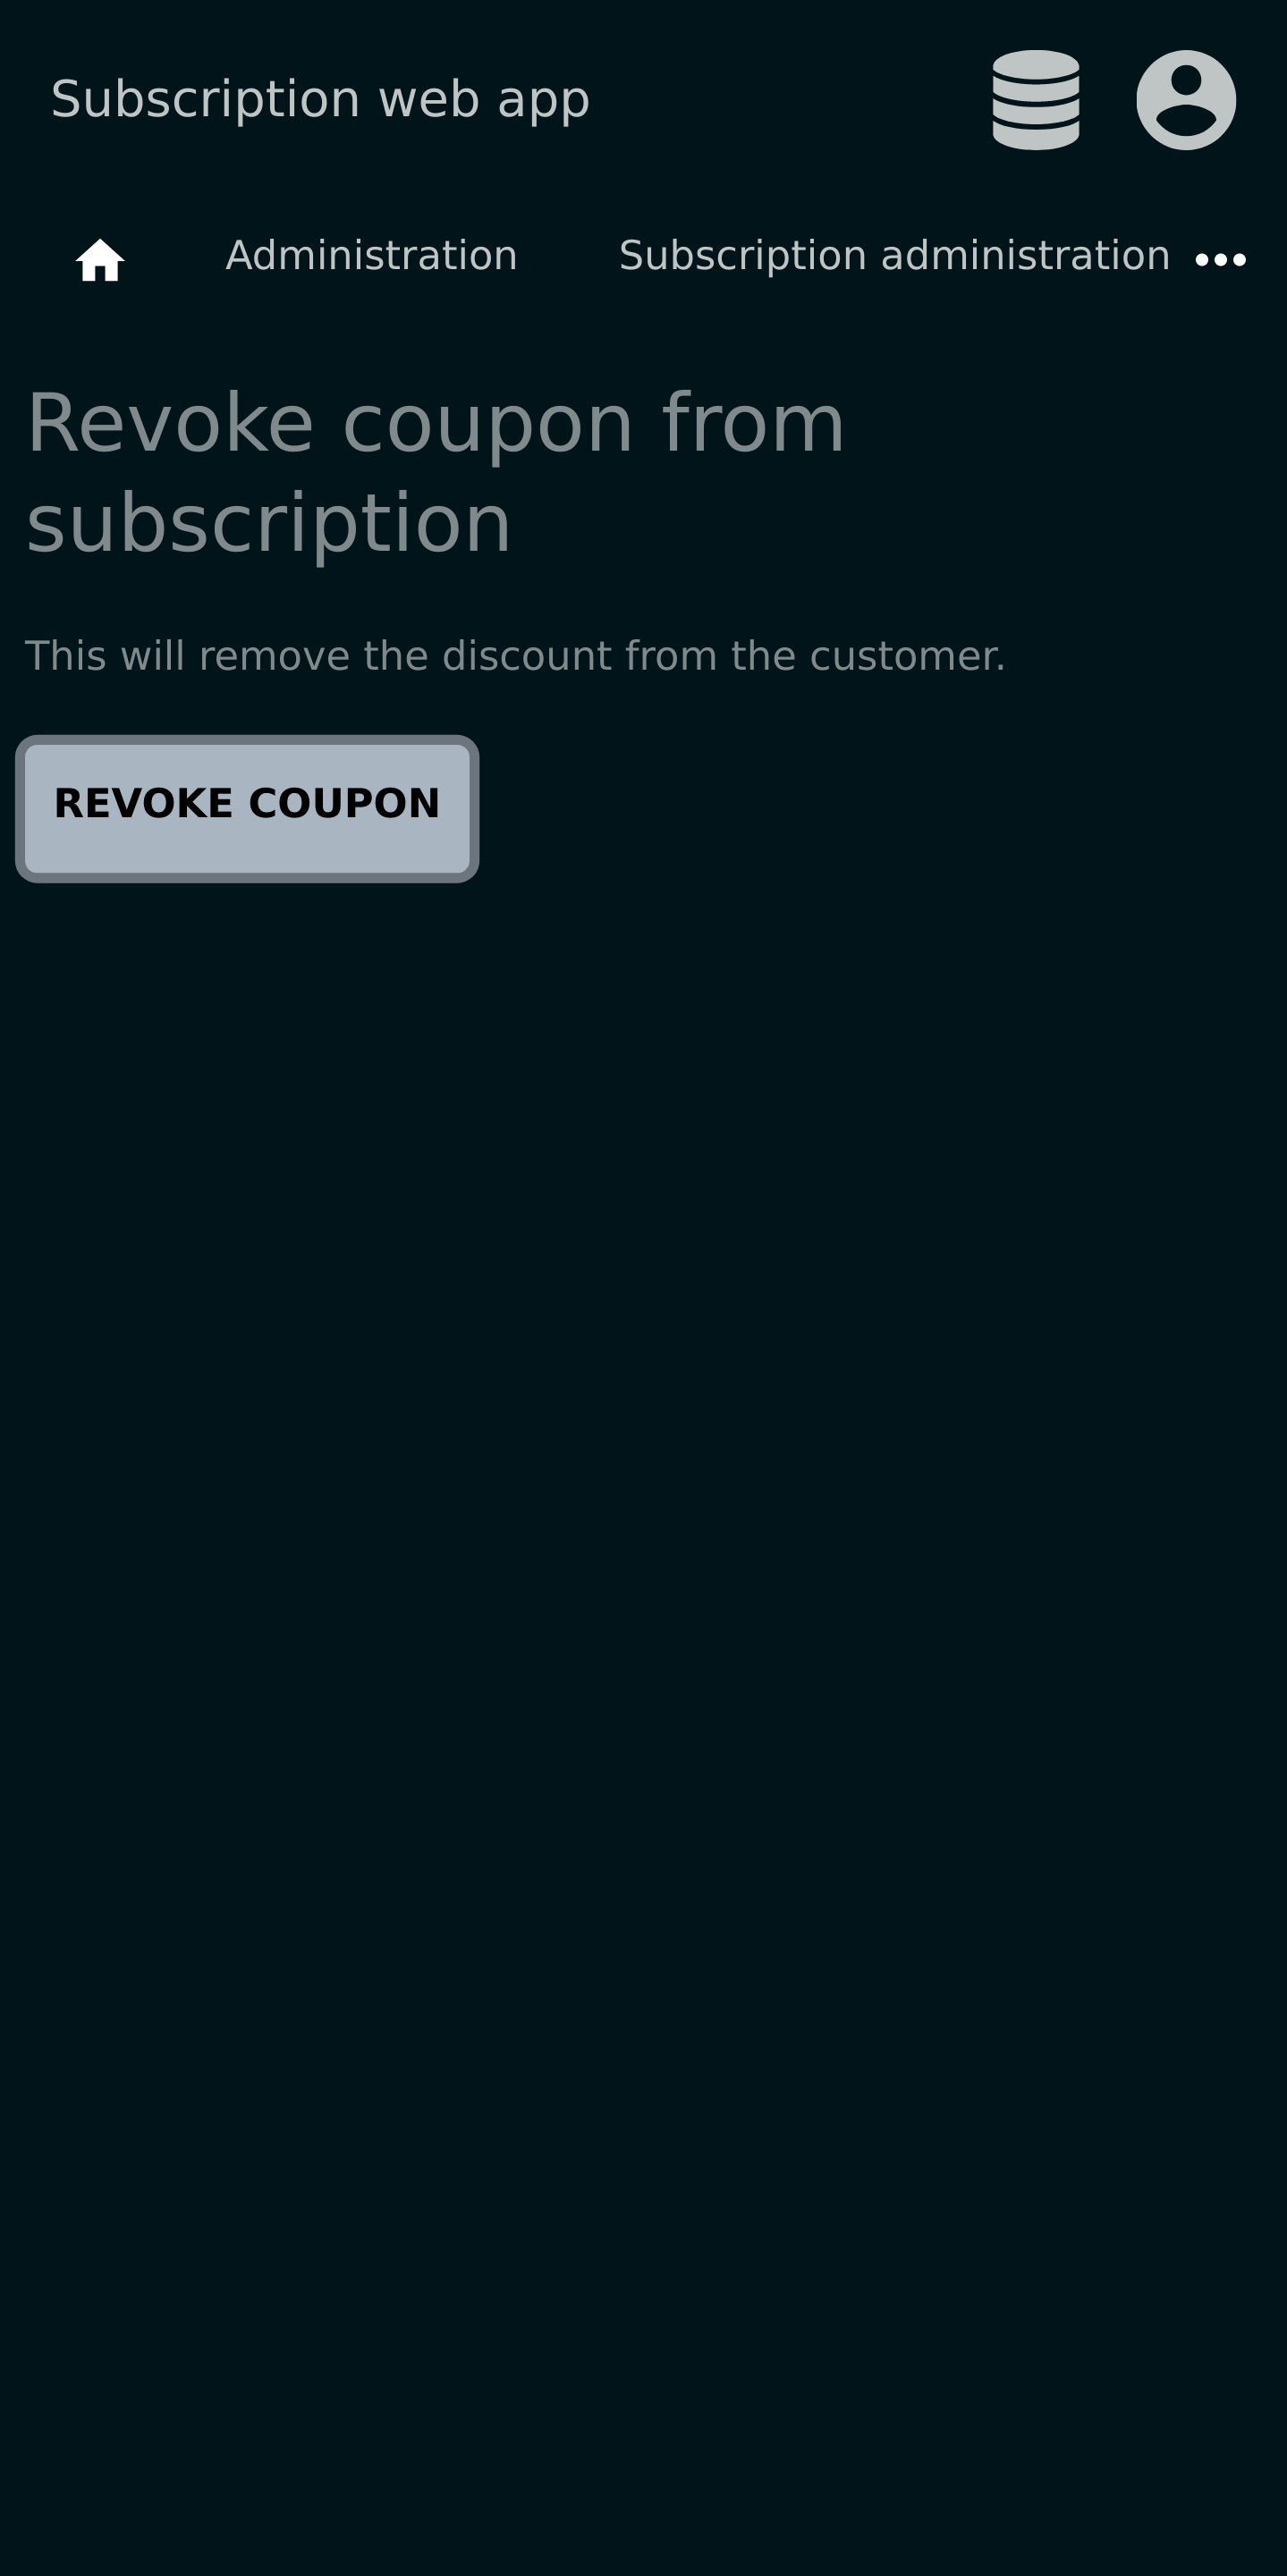 Subscription web app
Administration Subscription administration
Revoke coupon from
subscription
This will remove the discount from the customer.
REVOKE COUPON